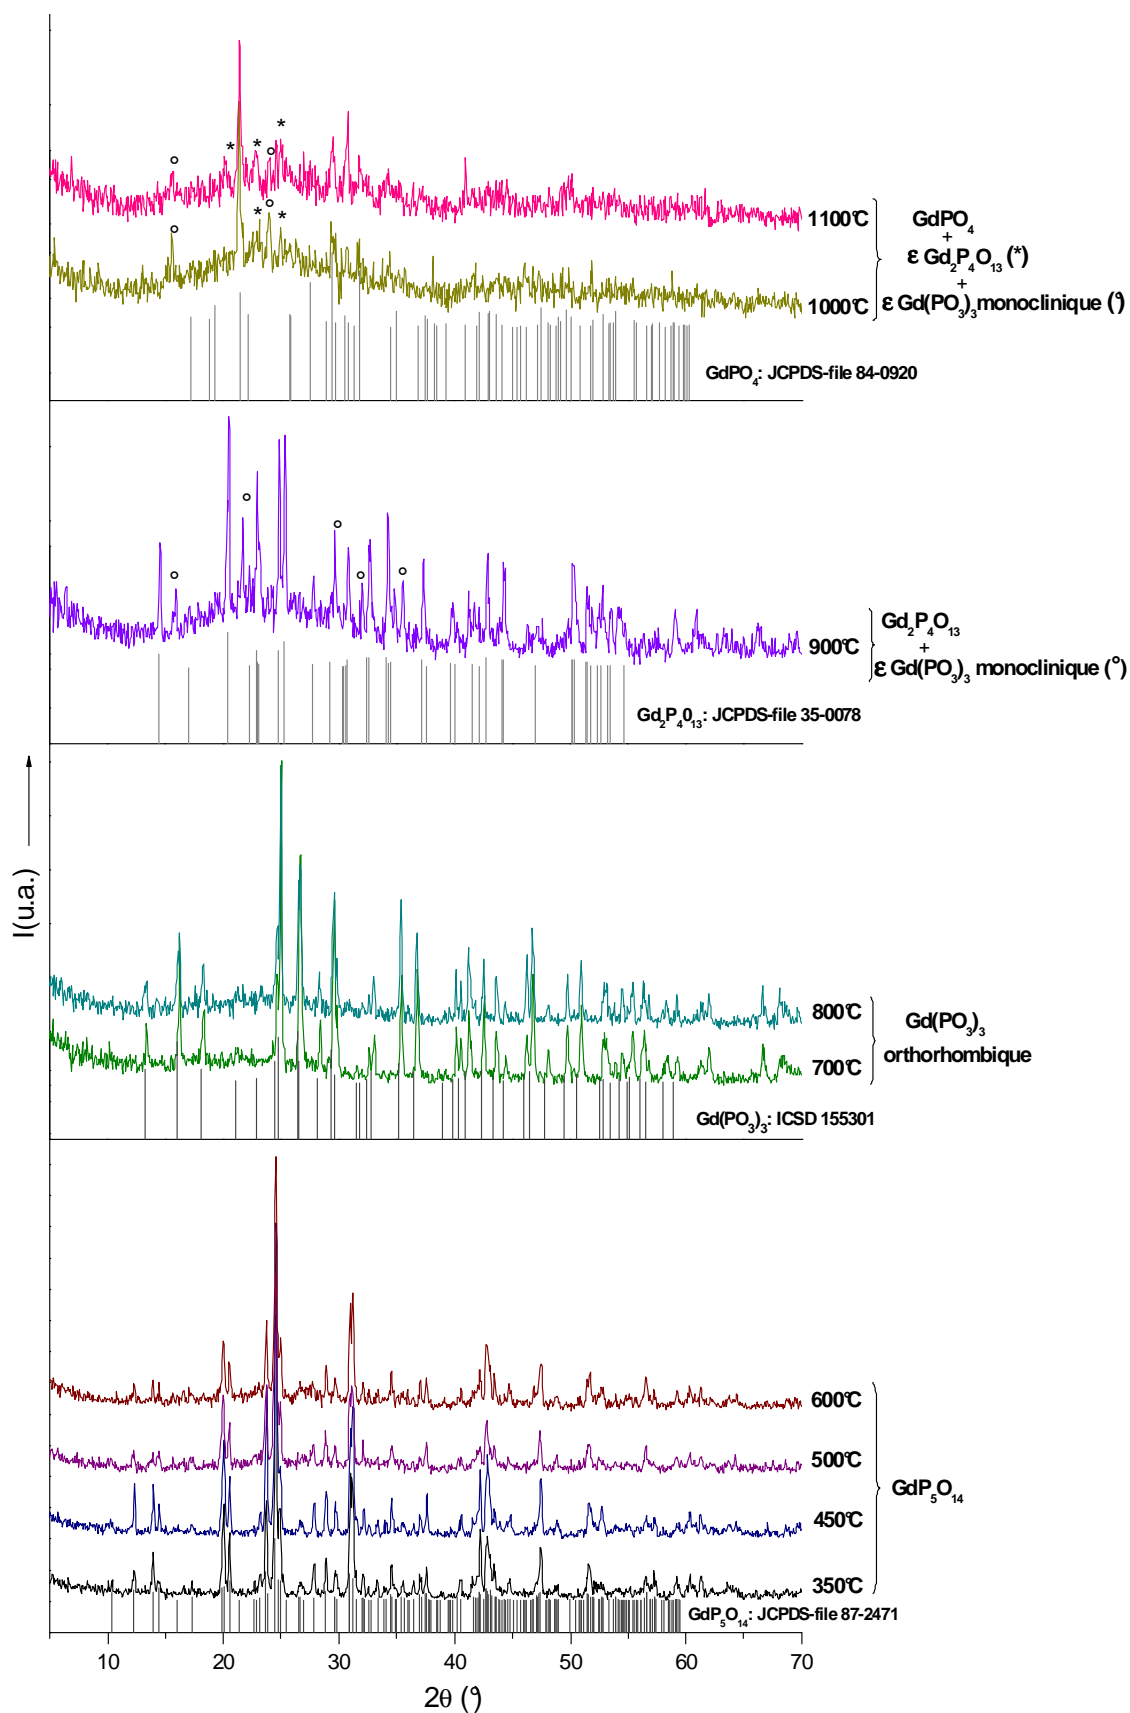 1100°C
GdPO4
+
ε Gd2P4O13 (*)
+
ε Gd(PO3)3 monoclinique (°)
1000°C
GdPO4: JCPDS-file 84-0920
900°C
Gd2P4O13
+
ε Gd(PO3)3 monoclinique (°)
Gd2P4013: JCPDS-file 35-0078
I(u.a.)
800°C
Gd(PO3)3
orthorhombique
700°C
Gd(PO3)3: ICSD 155301
600°C
500°C
GdP5O14
450°C
350°C
GdP5O14: JCPDS-file 87-2471
10 20 30 40 50 60 70
2θ (°)